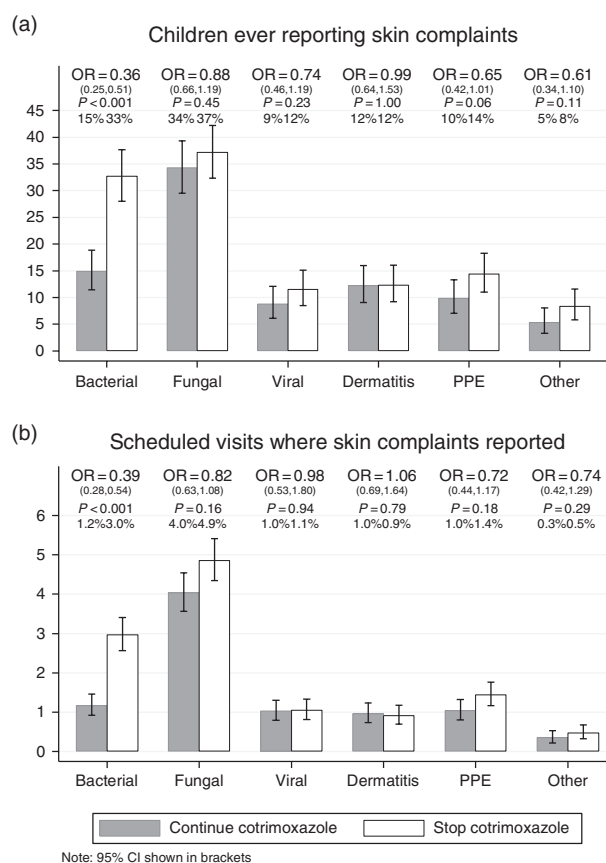 (a)
Children ever reporting skin complaints
OR=0.36 OR=0.88 OR=0.74 OR=0.99 OR=0.65 OR=0.61
(0.25,0.51) (0.66,1.19) (0.46,1.19) (0.64,1.53) (0.42,1.01) (0.34,1.10)
P<0.001 P=0.45 P=0.23 P=1.00 P=0.06 P=0.11
15%33% 34%37% 9%12% 12%12% 10%14% 5%8%
45
40
35
30
25
20
15
10
5
0
Bacterial Fungal Viral Dermatitis PPE Other
(b)
Scheduled visits where skin complaints reported
OR=0.39 OR=0.82 OR=0.98 OR=1.06 OR=0.72 OR=0.74
(0.28,0.54) (0.63,1.08) (0.53,1.80) (0.69,1.64) (0.44,1.17) (0.42,1.29)
P<0.001 P=0.16 P=0.94 P=0.79 P=0.18 P=0.29
1.2%3.0% 4.0%4.9% 1.0%1.1% 1.0%0.9% 1.0%1.4% 0.3%0.5%
6
5
4
3
2
1
0
Bacterial Fungal Viral Dermatitis PPE Other
Continue cotrimoxazole Stop cotrimoxazole
Note: 95% CI shown in brackets